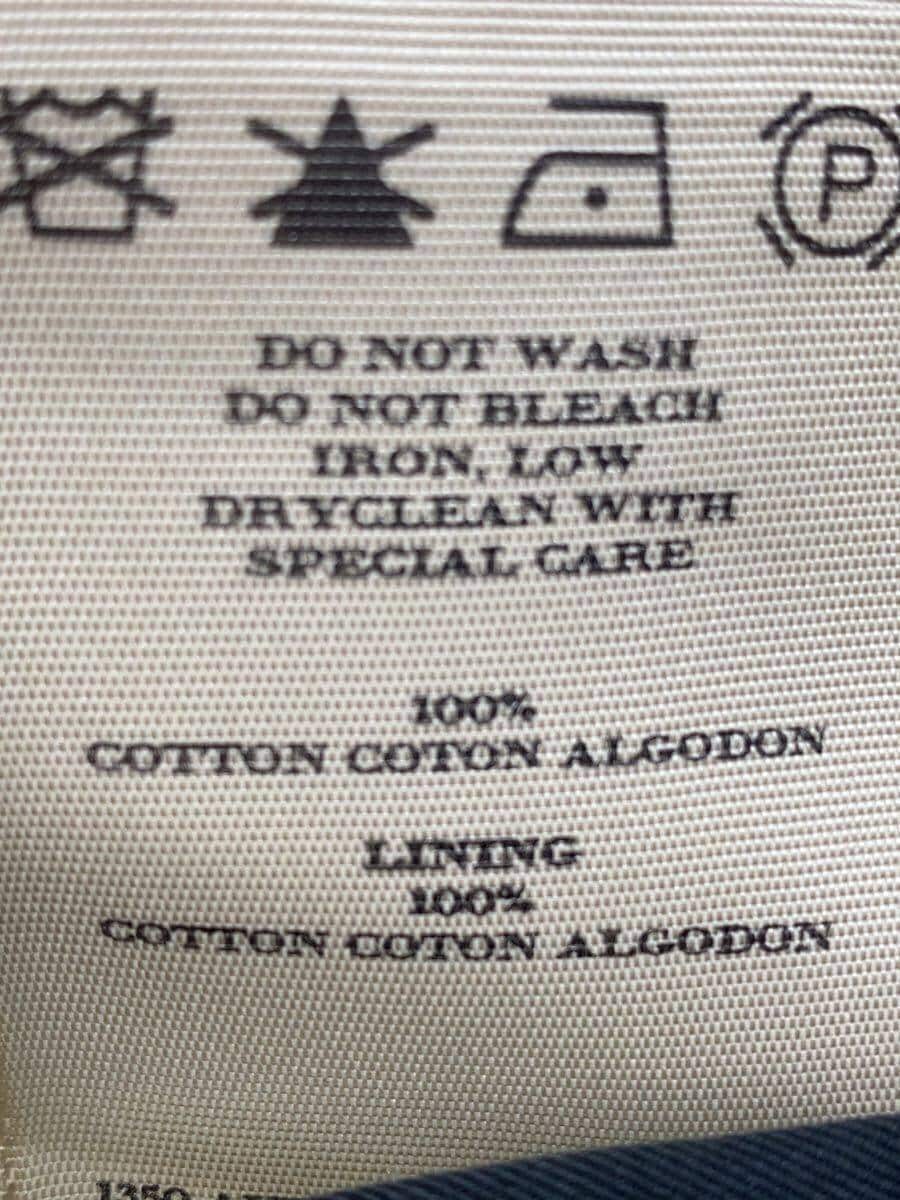 P
DO NOT WASH
DO NOT BLEACH
IRON, LOW
DRYCLEAN WITH
SPECIAL CARE
100%
COTTON COTON ALGODON
LINING
100%
COTTON COTON ALGODON
1350